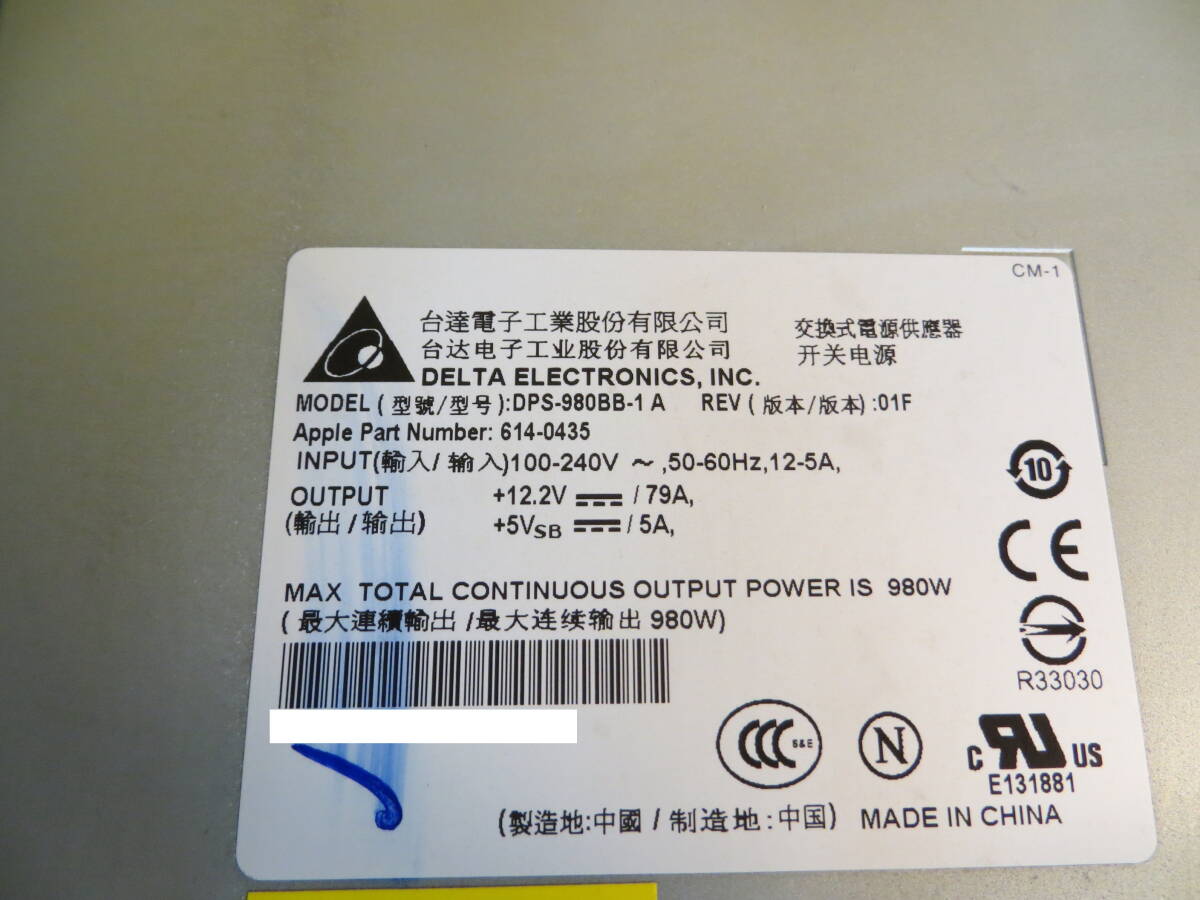 CM-1
台達電子工業股份有限公司 交換式電源供應器
台达电子工业股份有限公司 开关电源
DELTA ELECTRONICS, INC.
MODEL (型號/型号):DPS-980BB-1 A REV (版本/版本):01F
Apple Part Number: 614-0435
INPUT(輸入/输入)100-240V ~ ,50-60Hz,12-5A,
OUTPUT +12.2V ⎓ / 79A,
(輸出/输出) +5VSB ⎓ / 5A,
10
CE
MAX TOTAL CONTINUOUS OUTPUT POWER IS 980W
(最大連續輸出/最大连续输出 980W)
R33030
CCC S&E N C RU US
E131881
(製造地:中國/制造地:中国) MADE IN CHINA